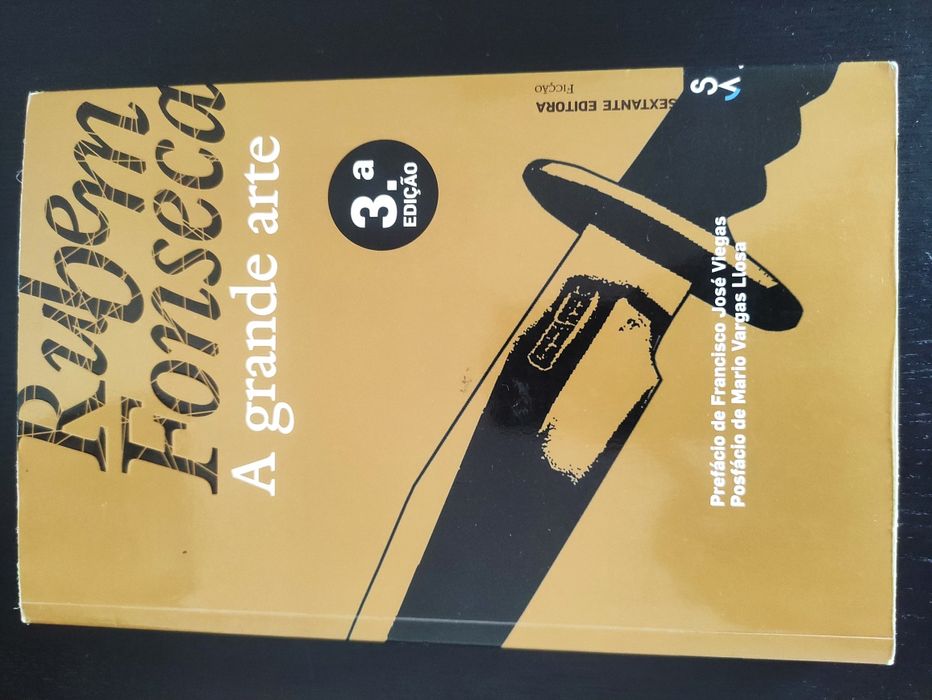 Rubem
Fonseca
A grande arte
3.ª
EDIÇÃO
SEXTANTE EDITORA
FICÇÃO
Prefácio de Francisco José Viegas
Posfácio de Mario Vargas Llosa